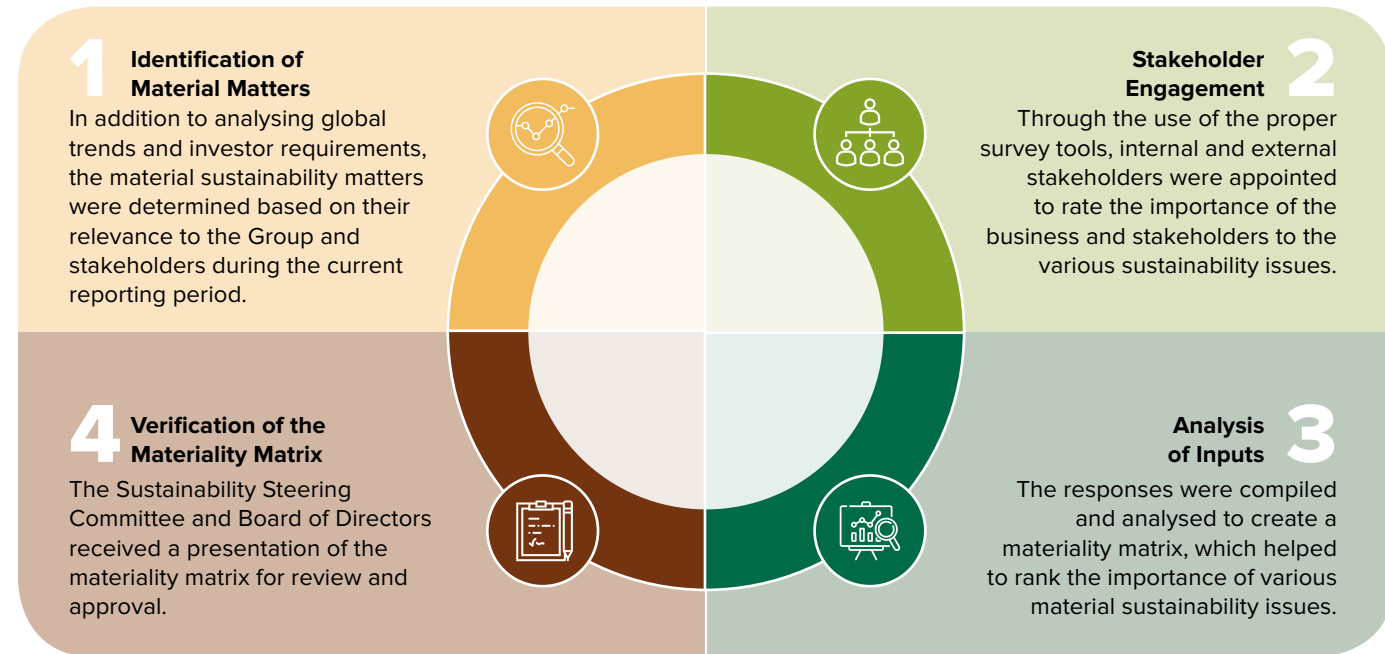 1
Identification of
Material Matters
In addition to analysing global
trends and investor requirements,
the material sustainability matters
were determined based on their
relevance to the Group and
stakeholders during the current
reporting period.
2
Stakeholder
Engagement
Through the use of the proper
survey tools, internal and external
stakeholders were appointed
to rate the importance of the
business and stakeholders to the
various sustainability issues.
3
Analysis
of Inputs
The responses were compiled
and analysed to create a
materiality matrix, which helped
to rank the importance of various
material sustainability issues.
4
Verification of the
Materiality Matrix
The Sustainability Steering
Committee and Board of Directors
received a presentation of the
materiality matrix for review and
approval.